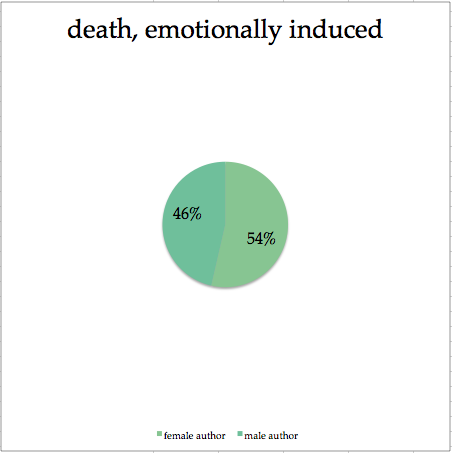 death, emotionally induced
46%
54%
female author male author